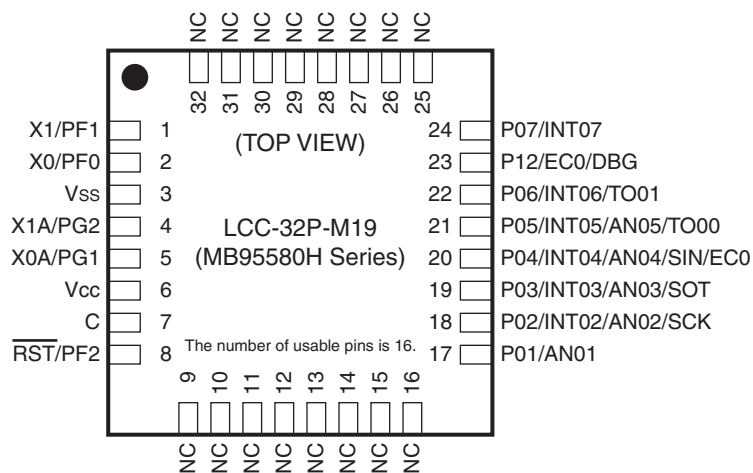 NC NC NC NC NC NC NC NC
32 31 30 29 28 27 26 25
X1/PF1 1
X0/PF0 2
Vss 3
X1A/PG2 4
X0A/PG1 5
Vcc 6
C 7
RST/PF2 8
(TOP VIEW)
LCC-32P-M19
(MB95580H Series)
The number of usable pins is 16.
24 P07/INT07
23 P12/EC0/DBG
22 P06/INT06/TO01
21 P05/INT05/AN05/TO00
20 P04/INT04/AN04/SIN/EC0
19 P03/INT03/AN03/SOT
18 P02/INT02/AN02/SCK
17 P01/AN01
9 10 11 12 13 14 15 16
NC NC NC NC NC NC NC NC